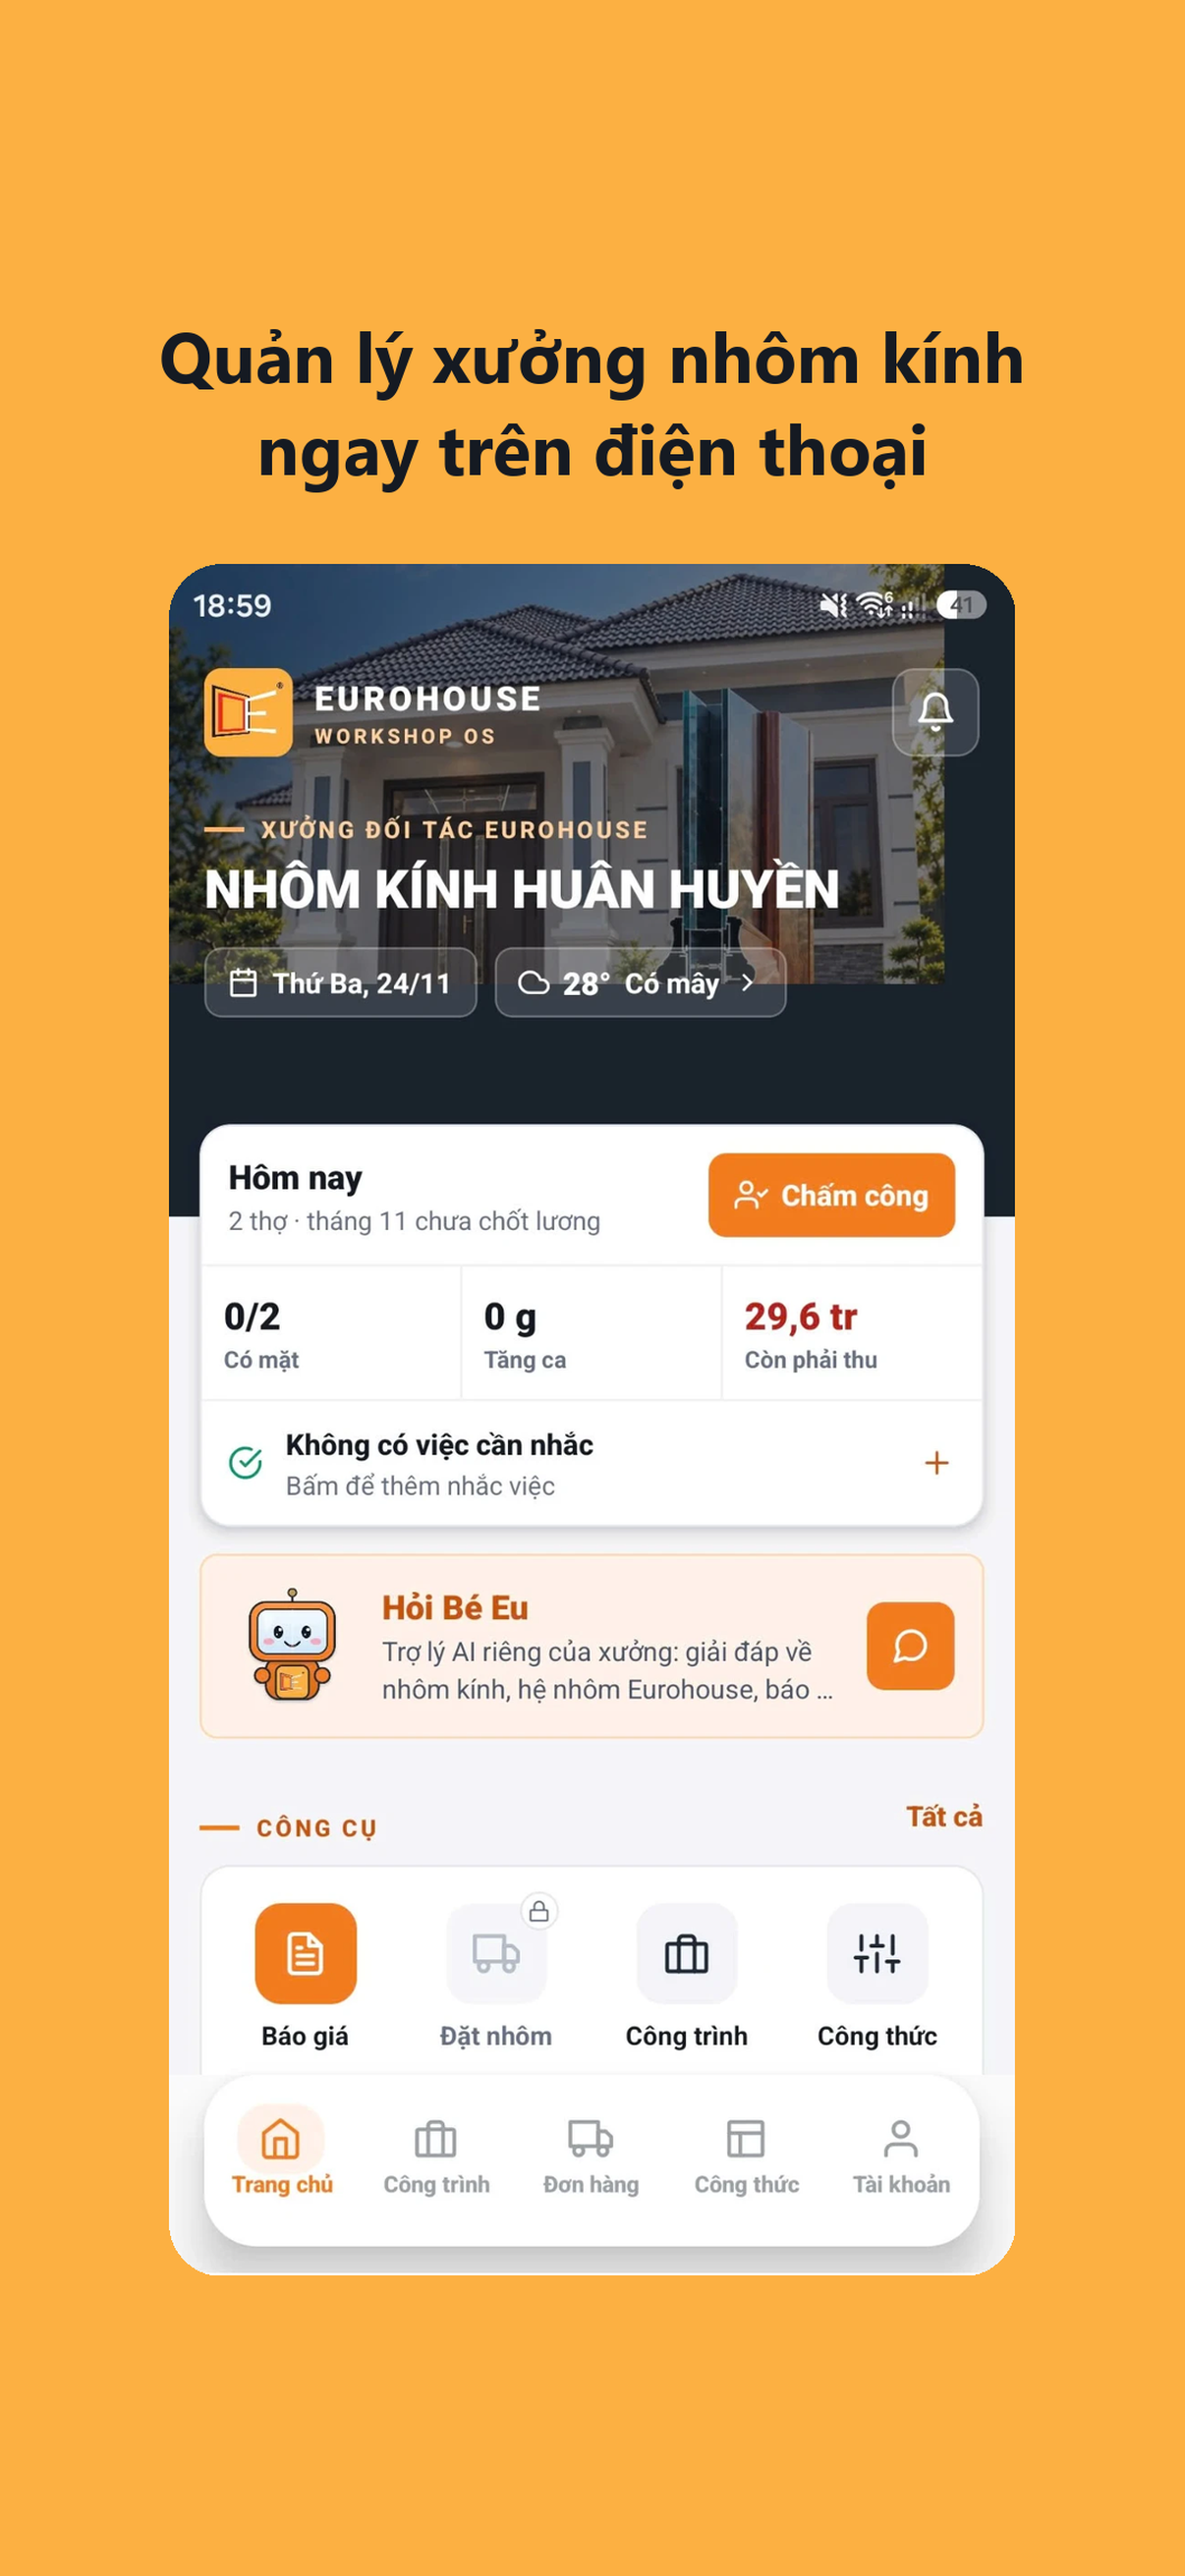 Quản lý xưởng nhôm kính
ngay trên điện thoại
18:59
6
41
EUROHOUSE
WORKSHOP OS
XƯỞNG ĐỐI TÁC EUROHOUSE
NHÔM KÍNH HUÂN HUYỀN
Thứ Ba, 24/11
28° Có mây
Hôm nay
2 thợ · tháng 11 chưa chốt lương
Chấm công
0/2
Có mặt
0 g
Tăng ca
29,6 tr
Còn phải thu
Không có việc cần nhắc
Bấm để thêm nhắc việc
Hỏi Bé Eu
Trợ lý AI riêng của xưởng: giải đáp về
nhôm kính, hệ nhôm Eurohouse, báo ...
CÔNG CỤ
Tất cả
Báo giá
Đặt nhôm
Công trình
Công thức
Trang chủ
Công trình
Đơn hàng
Công thức
Tài khoản